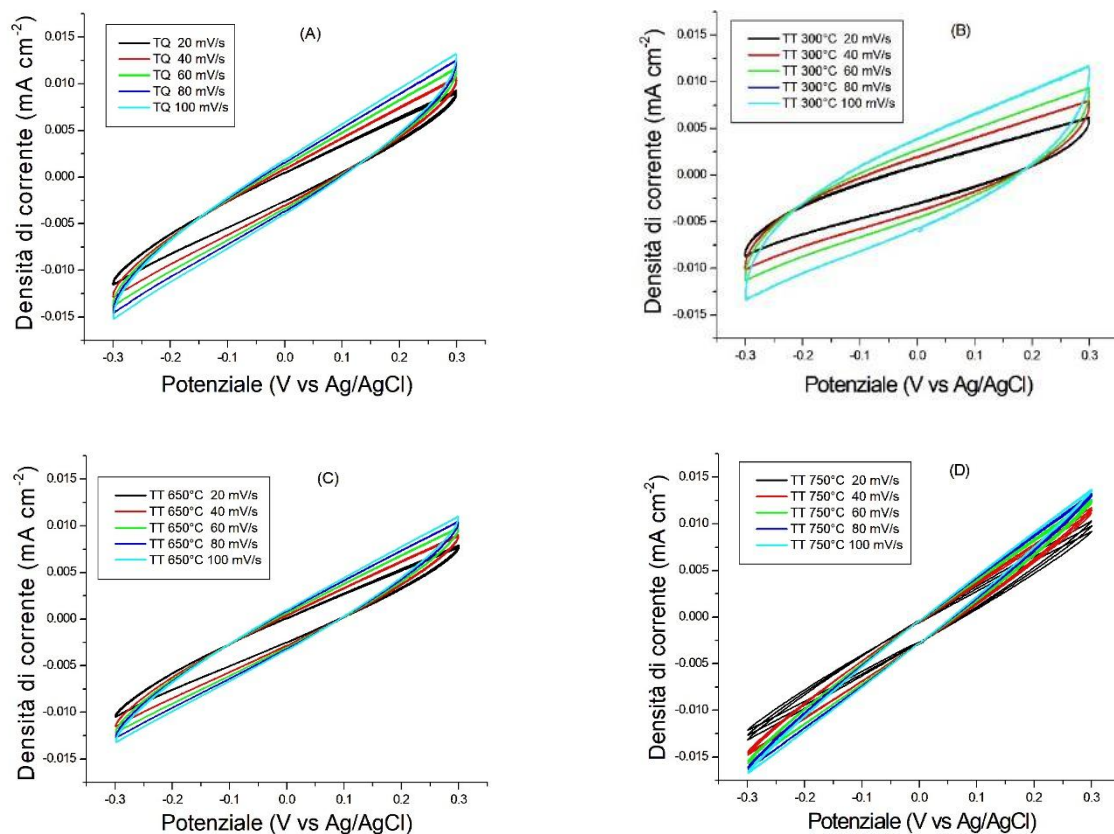 (A)
TQ 20 mV/s
TQ 40 mV/s
TQ 60 mV/s
TQ 80 mV/s
TQ 100 mV/s
Densità di corrente (mA cm-2)
0.015
0.010
0.005
0.000
-0.005
-0.010
-0.015
-0.3 -0.2 -0.1 0.0 0.1 0.2 0.3
Potenziale (V vs Ag/AgCl)
(B)
TT 300°C 20 mV/s
TT 300°C 40 mV/s
TT 300°C 60 mV/s
TT 300°C 80 mV/s
TT 300°C 100 mV/s
Densità di corrente (mA cm-2)
0.015
0.010
0.005
0.000
-0.005
-0.010
-0.015
-0.3 -0.2 -0.1 0.0 0.1 0.2 0.3
Potenziale (V vs Ag/AgCl)
(C)
TT 650°C 20 mV/s
TT 650°C 40 mV/s
TT 650°C 60 mV/s
TT 650°C 80 mV/s
TT 650°C 100 mV/s
Densità di corrente (mA cm-2)
0.015
0.010
0.005
0.000
-0.005
-0.010
-0.015
-0.3 -0.2 -0.1 0.0 0.1 0.2 0.3
Potenziale (V vs Ag/AgCl)
(D)
TT 750°C 20 mV/s
TT 750°C 40 mV/s
TT 750°C 60 mV/s
TT 750°C 80 mV/s
TT 750°C 100 mV/s
Densità di corrente (mA cm-2)
0.015
0.010
0.005
0.000
-0.005
-0.010
-0.015
-0.3 -0.2 -0.1 0.0 0.1 0.2 0.3
Potenziale (V vs Ag/AgCl)